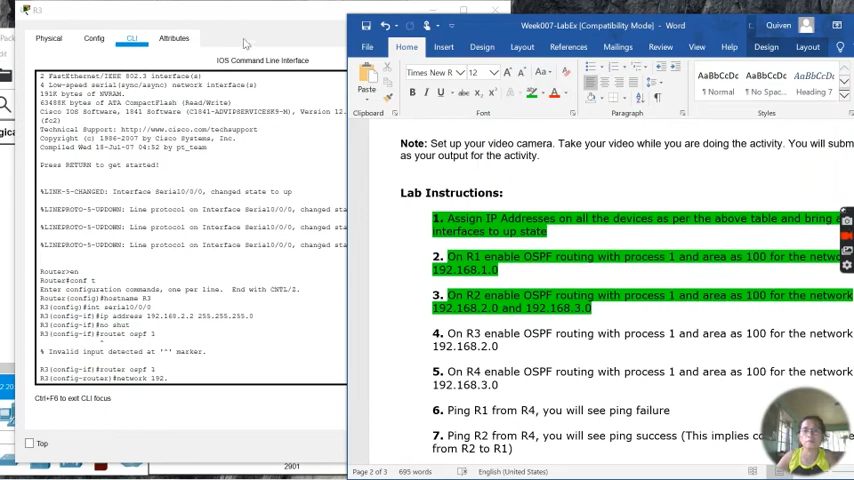 R3
Physical
Config
CLI
Attributes
IOS Command Line Interface
2 FastEthernet/IEEE 802.3 interface(s)
4 Low-speed serial(sync/async) network interface(s)
191K bytes of NVRAM.
63488K bytes of ATA CompactFlash (Read/Write)
Cisco IOS Software, 1841 Software (C1841-ADVIPSERVICESK9-M), Version 12.
(fc2)
Technical Support: http://www.cisco.com/techsupport
Copyright (c) 1986-2007 by Cisco Systems, Inc.
Compiled Wed 18-Jul-07 04:52 by pt_team
Press RETURN to get started!
%LINK-5-CHANGED: Interface Serial0/0/0, changed state to up
%LINEPROTO-5-UPDOWN: Line protocol on Interface Serial0/0/0, changed sta
%LINEPROTO-5-UPDOWN: Line protocol on Interface Serial0/0/0, changed sta
%LINEPROTO-5-UPDOWN: Line protocol on Interface Serial0/0/0, changed sta
Router>en
Router#conf t
Enter configuration commands, one per line. End with CNTL/Z.
Router(config)#hostname R3
R3(config)#int serial0/0/0
R3(config-if)#ip address 192.168.2.2 255.255.255.0
R3(config-if)#no shut
R3(config-if)#routet ospf 1
^
% Invalid input detected at '^' marker.
R3(config-if)#router ospf 1
R3(config-router)#network 192.
Ctrl+F6 to exit CLI focus
Top
2901
Week007-LabEx [Compatibility Mode] - Word
Quiven
File
Home
Insert
Draw
Layout
References
Mailings
Review
View
Help
Design
Layout
Paste
Times New R
12
Clipboard
Font
Paragraph
Styles
AaBbCcDc
AaBbCcDc
AaBbCcDc
¶ Normal
¶ No Spac...
Heading 7
Note: Set up your video camera. Take your video while you are doing the activity. You will subm
as your output for the activity.
Lab Instructions:
1. Assign IP Addresses on all the devices as per the above table and bring a
interfaces to up state
2. On R1 enable OSPF routing with process 1 and area as 100 for the netwo
192.168.1.0
3. On R2 enable OSPF routing with process 1 and area as 100 for the network
192.168.2.0 and 192.168.3.0
4. On R3 enable OSPF routing with process 1 and area as 100 for the network
192.168.2.0
5. On R4 enable OSPF routing with process 1 and area as 100 for the network
192.168.3.0
6. Ping R1 from R4, you will see ping failure
7. Ping R2 from R4, you will see ping success (This implies co
from R2 to R1)
Page 2 of 3
695 words
English (United States)